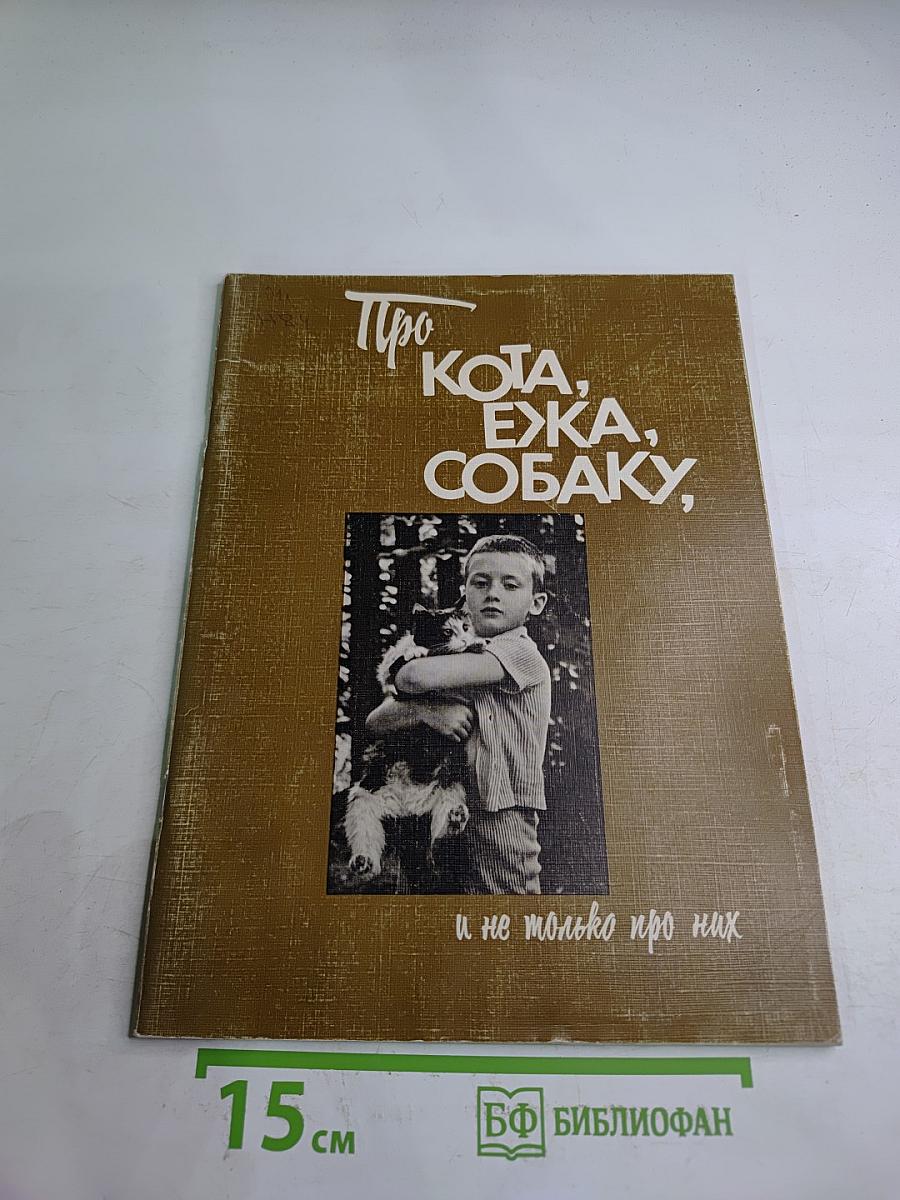 Про
КОТА,
ЕЖА,
СОБАКУ,
и не только про них
15 см
БФ БИБЛИОФАН